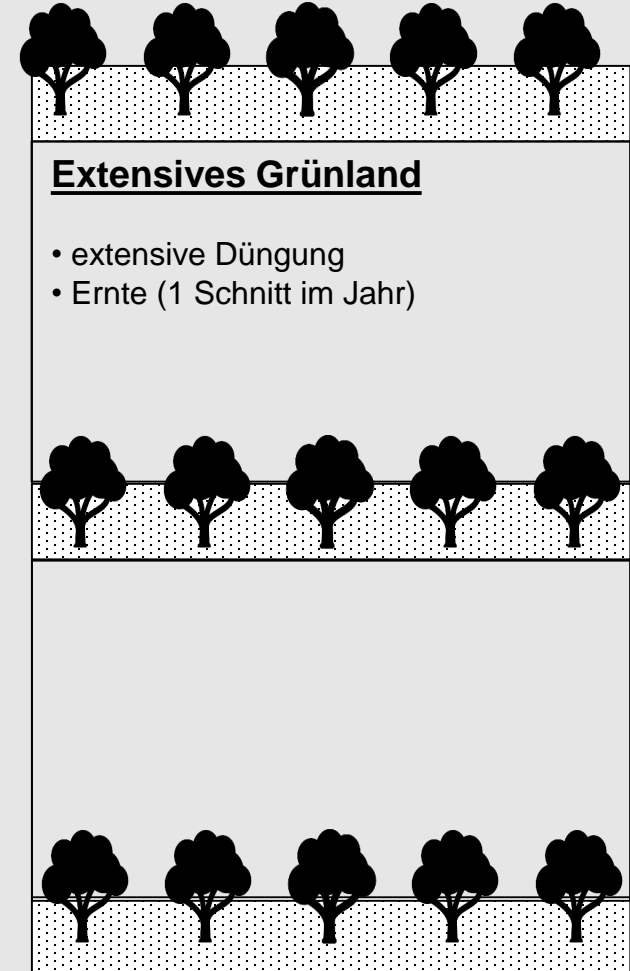 Extensives Grünland
• extensive Düngung
• Ernte (1 Schnitt im Jahr)